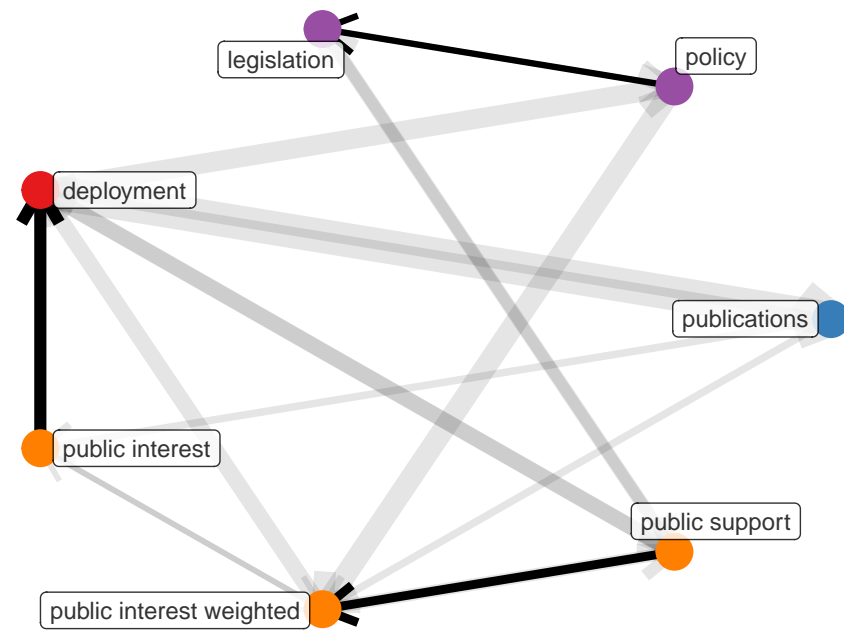 legislation
policy
deployment
publications
public interest
public support
public interest weighted